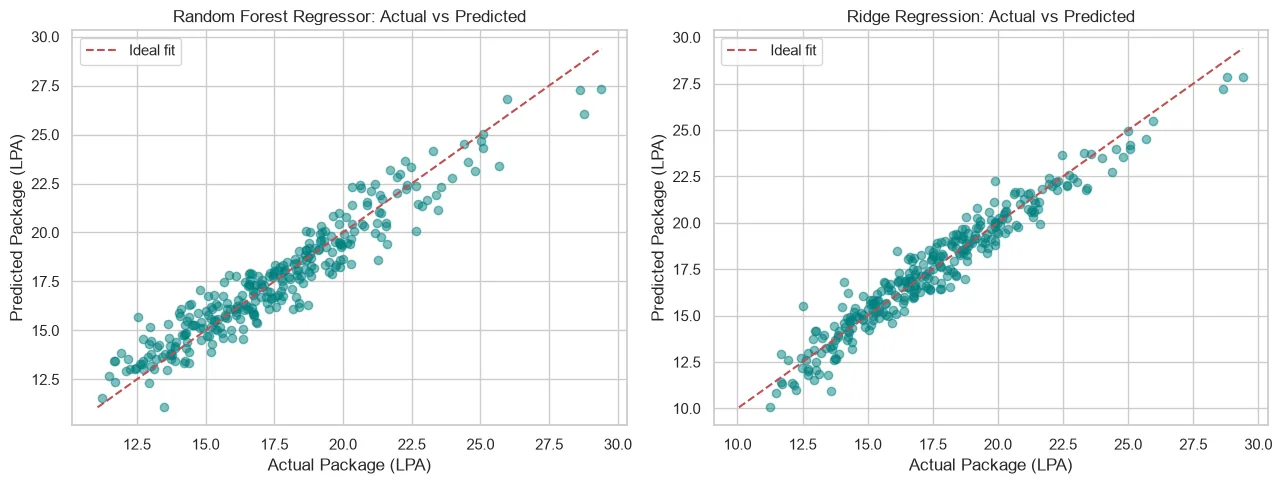 Random Forest Regressor: Actual vs Predicted
Ideal fit
30.0
27.5
25.0
22.5
20.0
17.5
15.0
12.5
Predicted Package (LPA)
12.5 15.0 17.5 20.0 22.5 25.0 27.5 30.0
Actual Package (LPA)
Ridge Regression: Actual vs Predicted
Ideal fit
30.0
27.5
25.0
22.5
20.0
17.5
15.0
12.5
10.0
Predicted Package (LPA)
10.0 12.5 15.0 17.5 20.0 22.5 25.0 27.5 30.0
Actual Package (LPA)